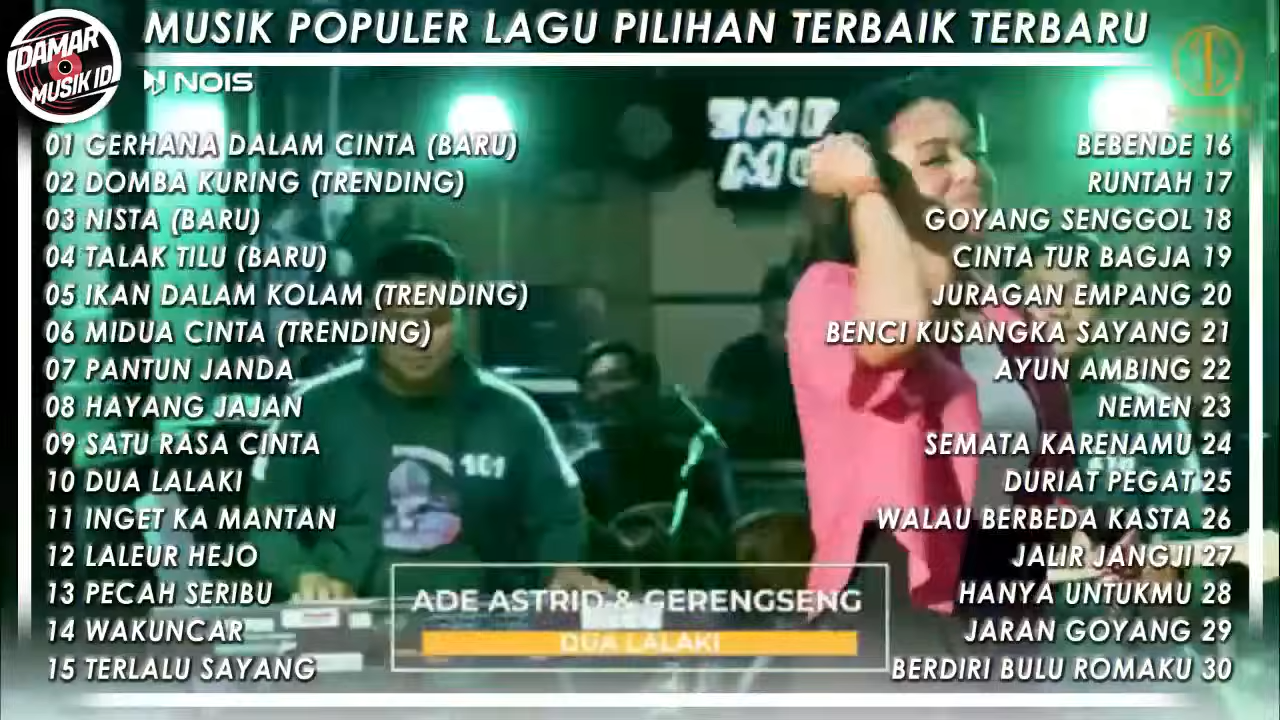 DAMAR
MUSIK ID
MUSIK POPULER LAGU PILIHAN TERBAIK TERBARU
NOIS
01 GERHANA DALAM CINTA (BARU)
02 DOMBA KURING (TRENDING)
03 NISTA (BARU)
04 TALAK TILU (BARU)
05 IKAN DALAM KOLAM (TRENDING)
06 MIDUA CINTA (TRENDING)
07 PANTUN JANDA
08 HAYANG JAJAN
09 SATU RASA CINTA
10 DUA LALAKI
11 INGET KA MANTAN
12 LALEUR HEJO
13 PECAH SERIBU
14 WAKUNCAR
15 TERLALU SAYANG
BEBENDE 16
RUNTAH 17
GOYANG SENGGOL 18
CINTA TUR BAGJA 19
JURAGAN EMPANG 20
BENCI KUSANGKA SAYANG 21
AYUN AMBING 22
NEMEN 23
SEMATA KARENAMU 24
DURIAT PEGAT 25
WALAU BERBEDA KASTA 26
JALIR JANGJI 27
HANYA UNTUKMU 28
JARAN GOYANG 29
BERDIRI BULU ROMAKU 30
101
ADE ASTRID & GERENGSENG
DUA LALAKI